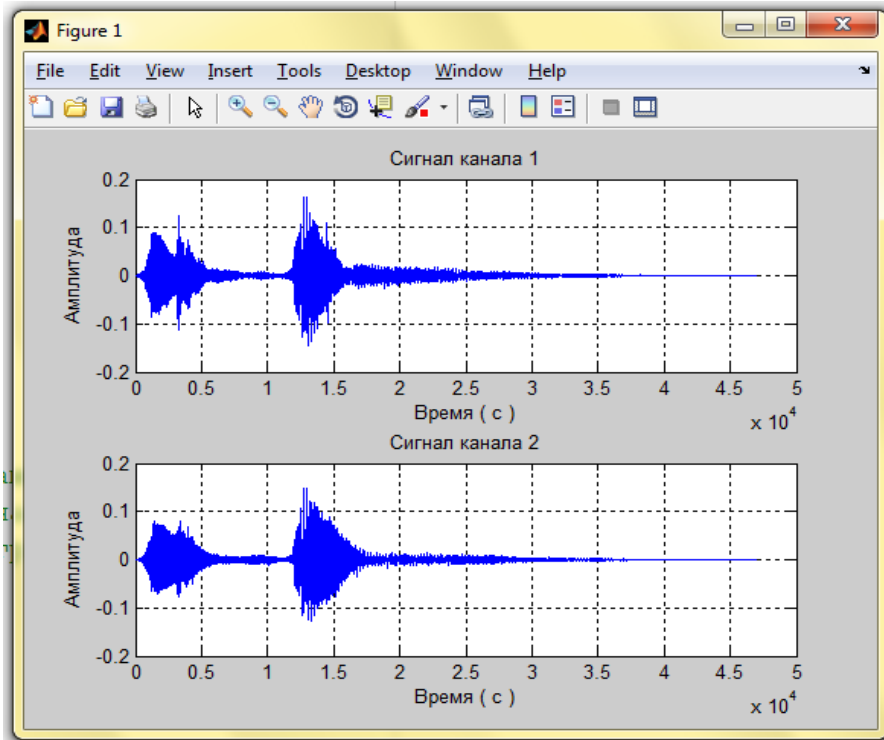 Figure 1
File Edit View Insert Tools Desktop Window Help
Сигнал канала 1
Амплитуда
0.2
0.1
0
-0.1
-0.2
0 0.5 1 1.5 2 2.5 3 3.5 4 4.5 5
Время ( с )
x 10^4
Сигнал канала 2
Амплитуда
0.2
0.1
0
-0.1
-0.2
0 0.5 1 1.5 2 2.5 3 3.5 4 4.5 5
Время ( с )
x 10^4